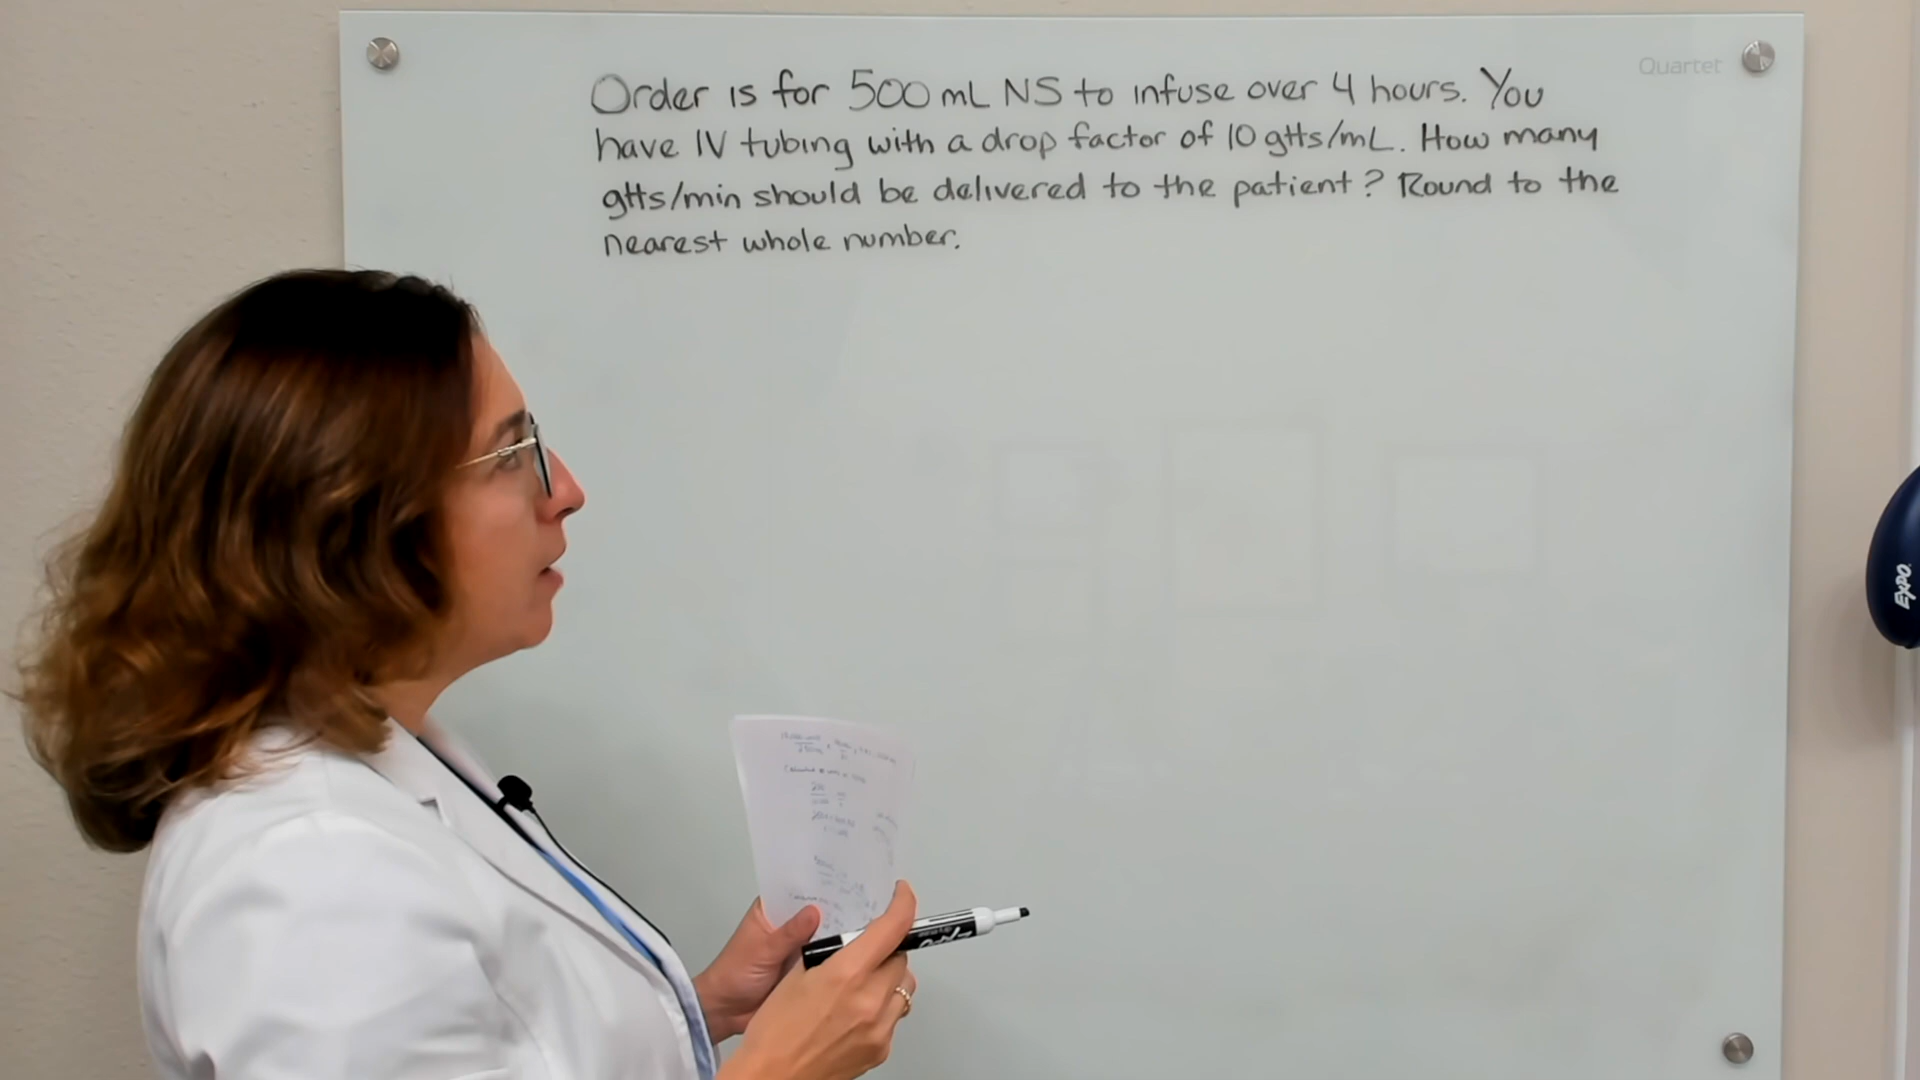 Quartet
Order is for 500 mL NS to infuse over 4 hours. You
have IV tubing with a drop factor of 10 gtts/mL. How many
gtts/min should be delivered to the patient? Round to the
nearest whole number.
EXPO